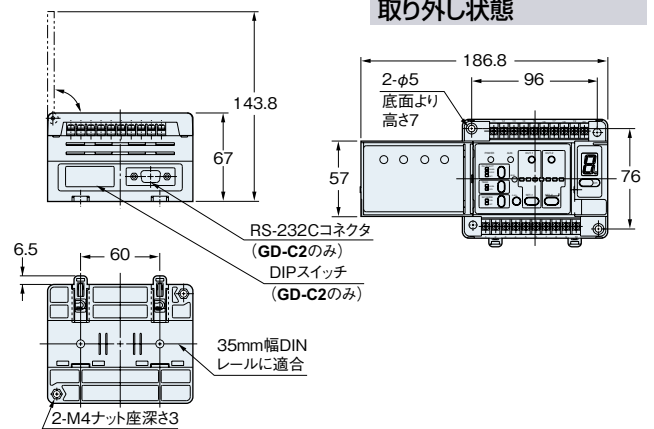 取り外し状態
186.8
96
2-φ5
底面より
高さ7
143.8
67
57
76
RS-232Cコネクタ
(GD-C2のみ)
DIPスイッチ
(GD-C2のみ)
6.5
60
35mm幅DIN
レールに適合
2-M4ナット座深さ3